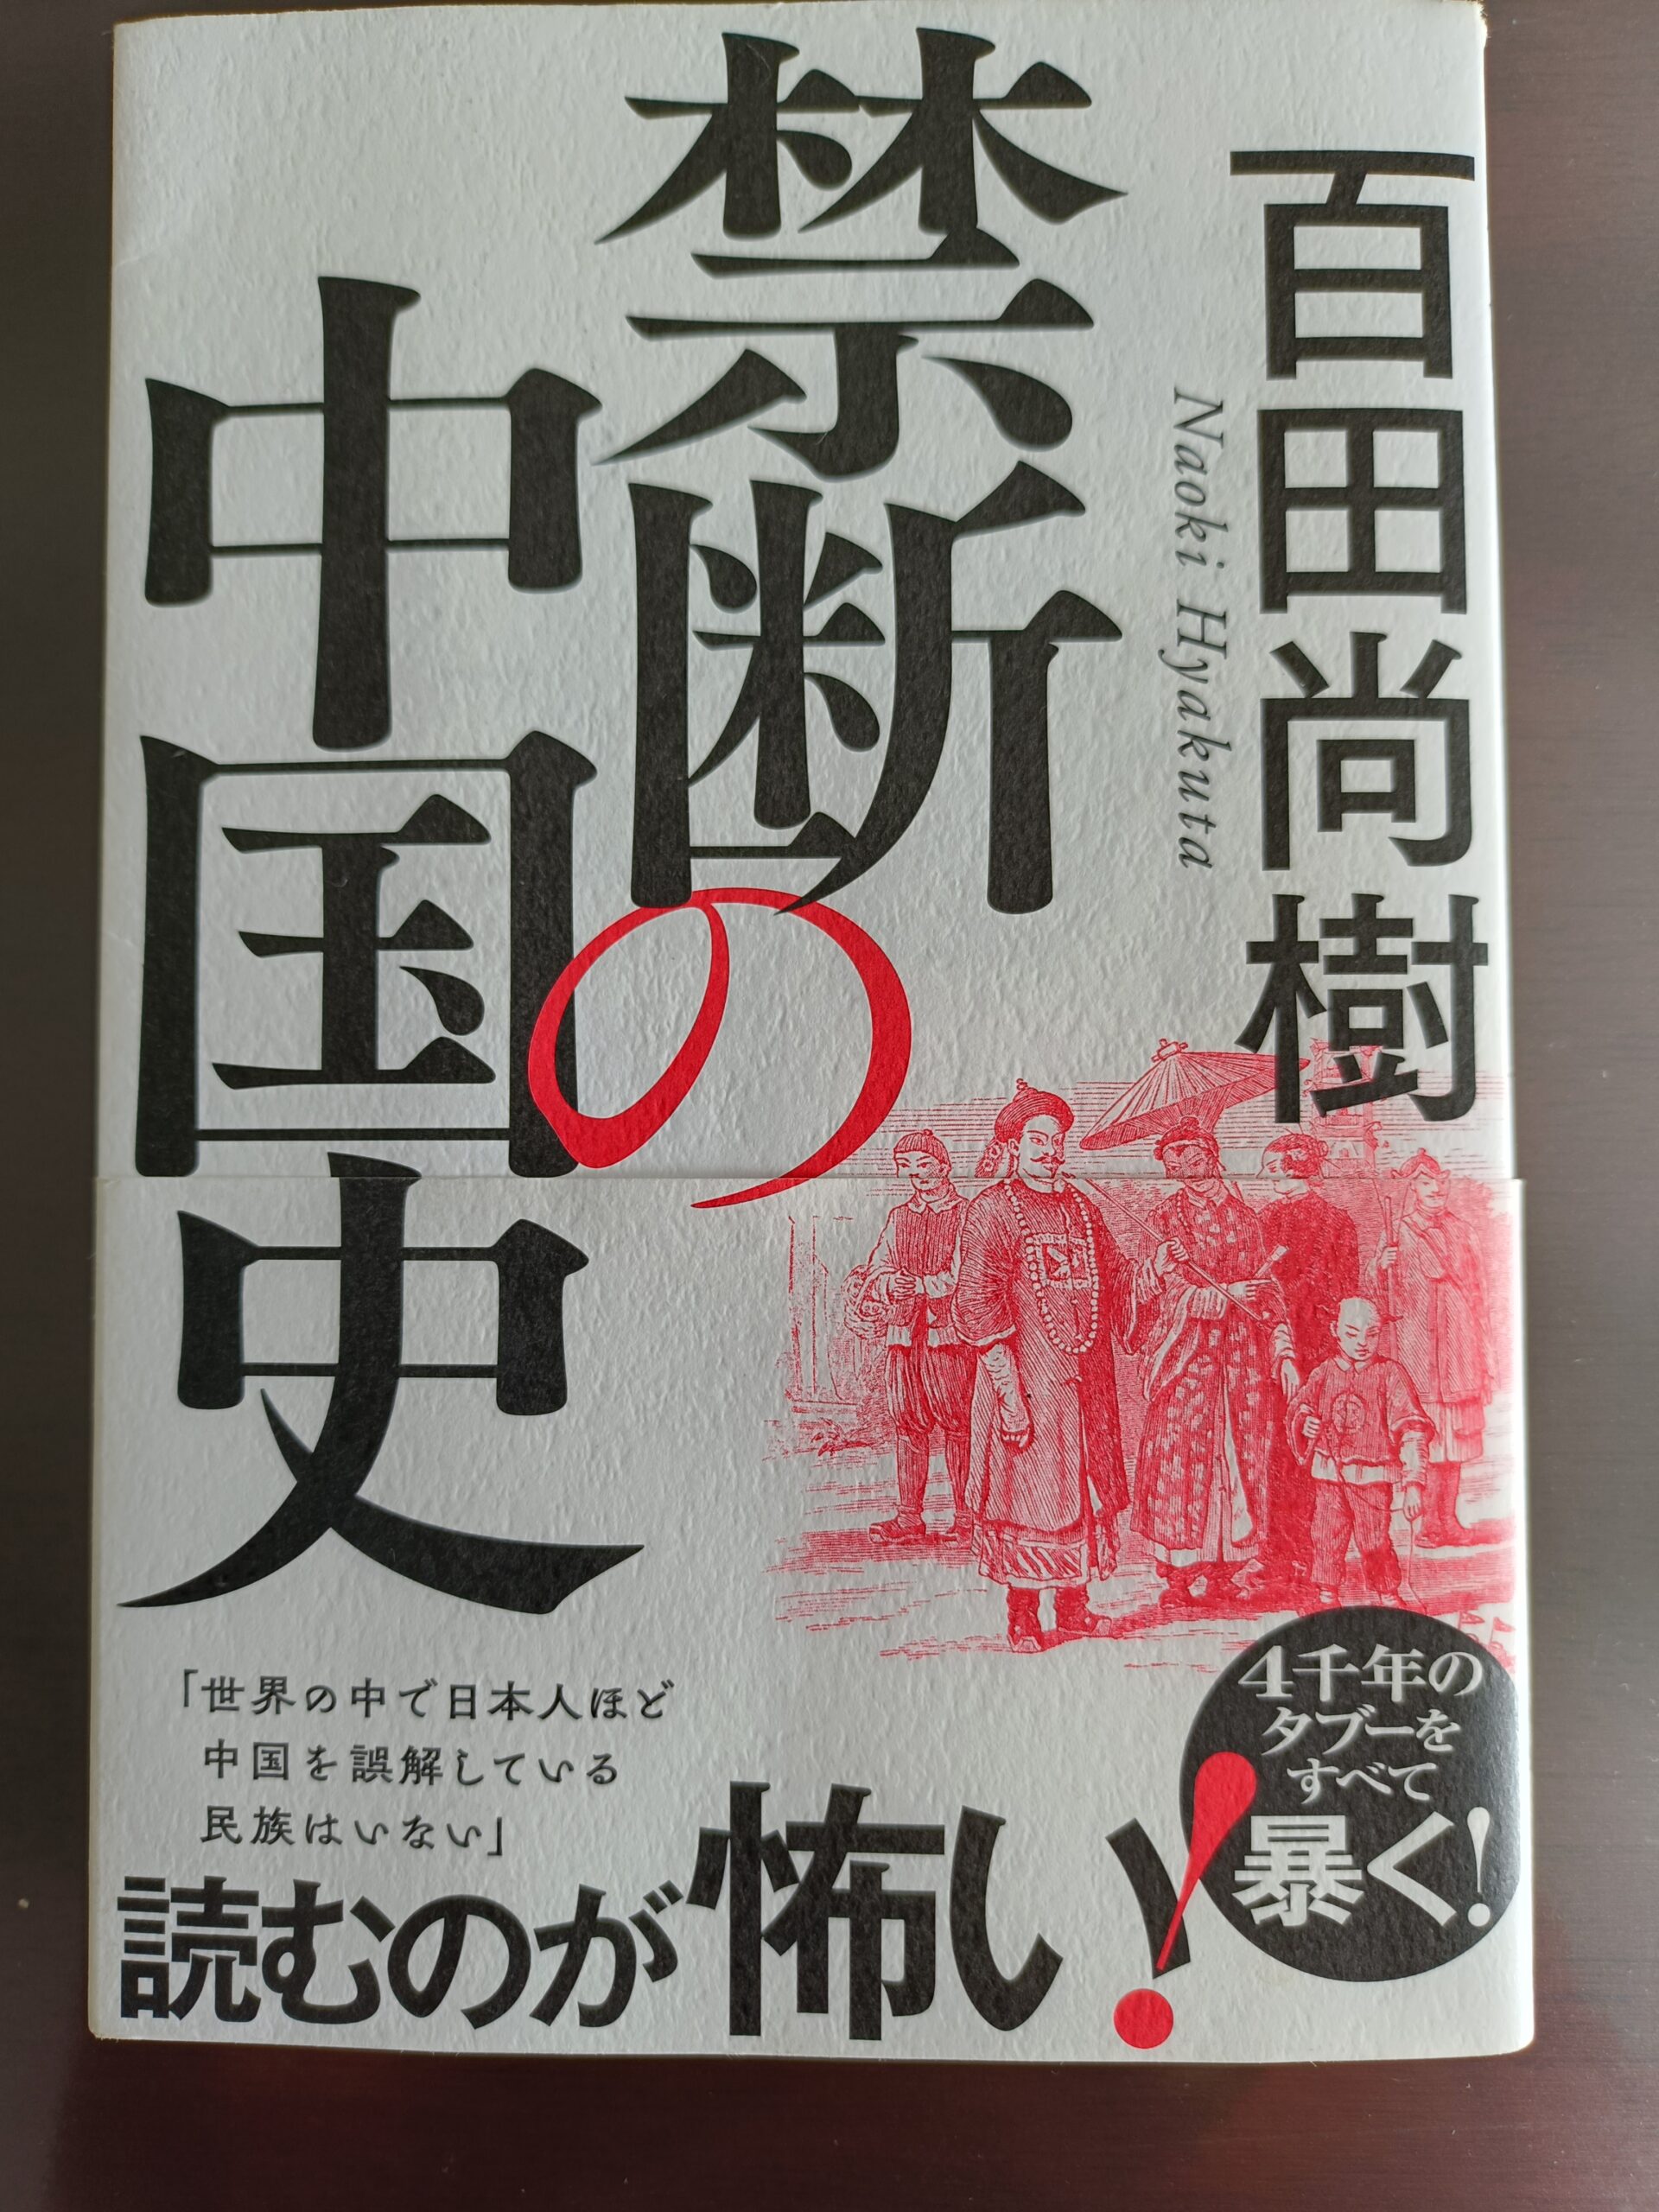 百田尚樹
Naoki Hyakuta
禁断の
中国史
「世界の中で日本人ほど
中国を誤解している
民族はいない」
読むのが怖い!
4千年の
タブーを
すべて
暴く!